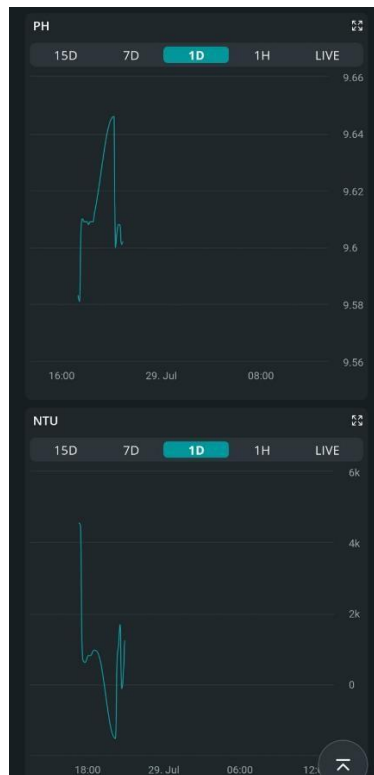 PH
15D 7D 1D 1H LIVE
9.66
9.64
9.62
9.6
9.58
9.56
16:00 29. Jul 08:00
NTU
15D 7D 1D 1H LIVE
6k
4k
2k
0
18:00 29. Jul 06:00